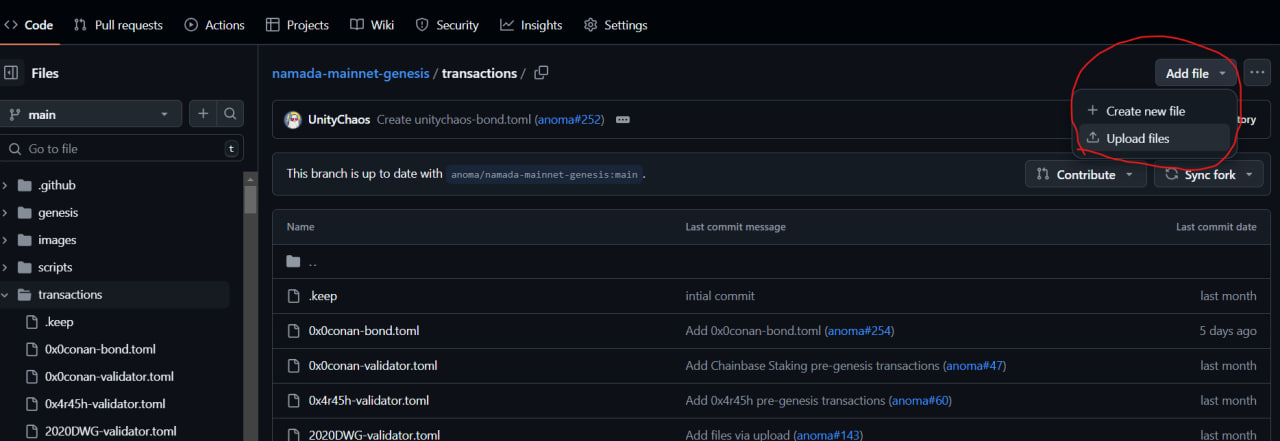 Code Pull requests Actions Projects Wiki Security Insights Settings
Files
namada-mainnet-genesis / transactions /
Add file
main
Create new file
Upload files
UnityChaos Create unitychaos-bond.toml (anoma#252)
tory
Go to file t
This branch is up to date with anoma/namada-mainnet-genesis:main .
Contribute
Sync fork
.github
genesis
images
scripts
transactions
.keep
0x0conan-bond.toml
0x0conan-validator.toml
0x4r45h-validator.toml
2020DWG-validator.toml
Name Last commit message Last commit date
..
.keep intial commit last month
0x0conan-bond.toml Add 0x0conan-bond.toml (anoma#254) 5 days ago
0x0conan-validator.toml Add Chainbase Staking pre-genesis transactions (anoma#47) last month
0x4r45h-validator.toml Add 0x4r45h pre-genesis transactions (anoma#60) last month
2020DWG-validator.toml Add files via upload (anoma#143) last month